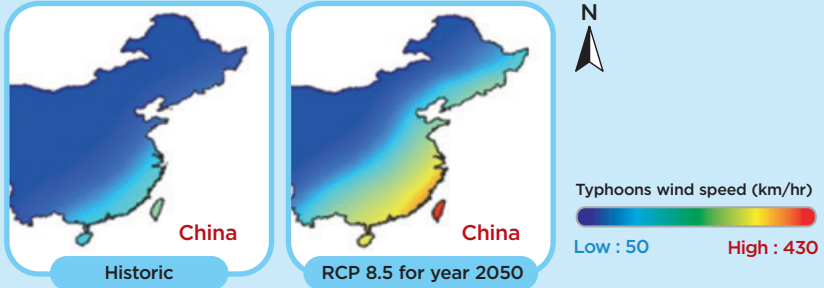 China
Historic
China
RCP 8.5 for year 2050
N
Typhoons wind speed (km/hr)
Low : 50
High : 430